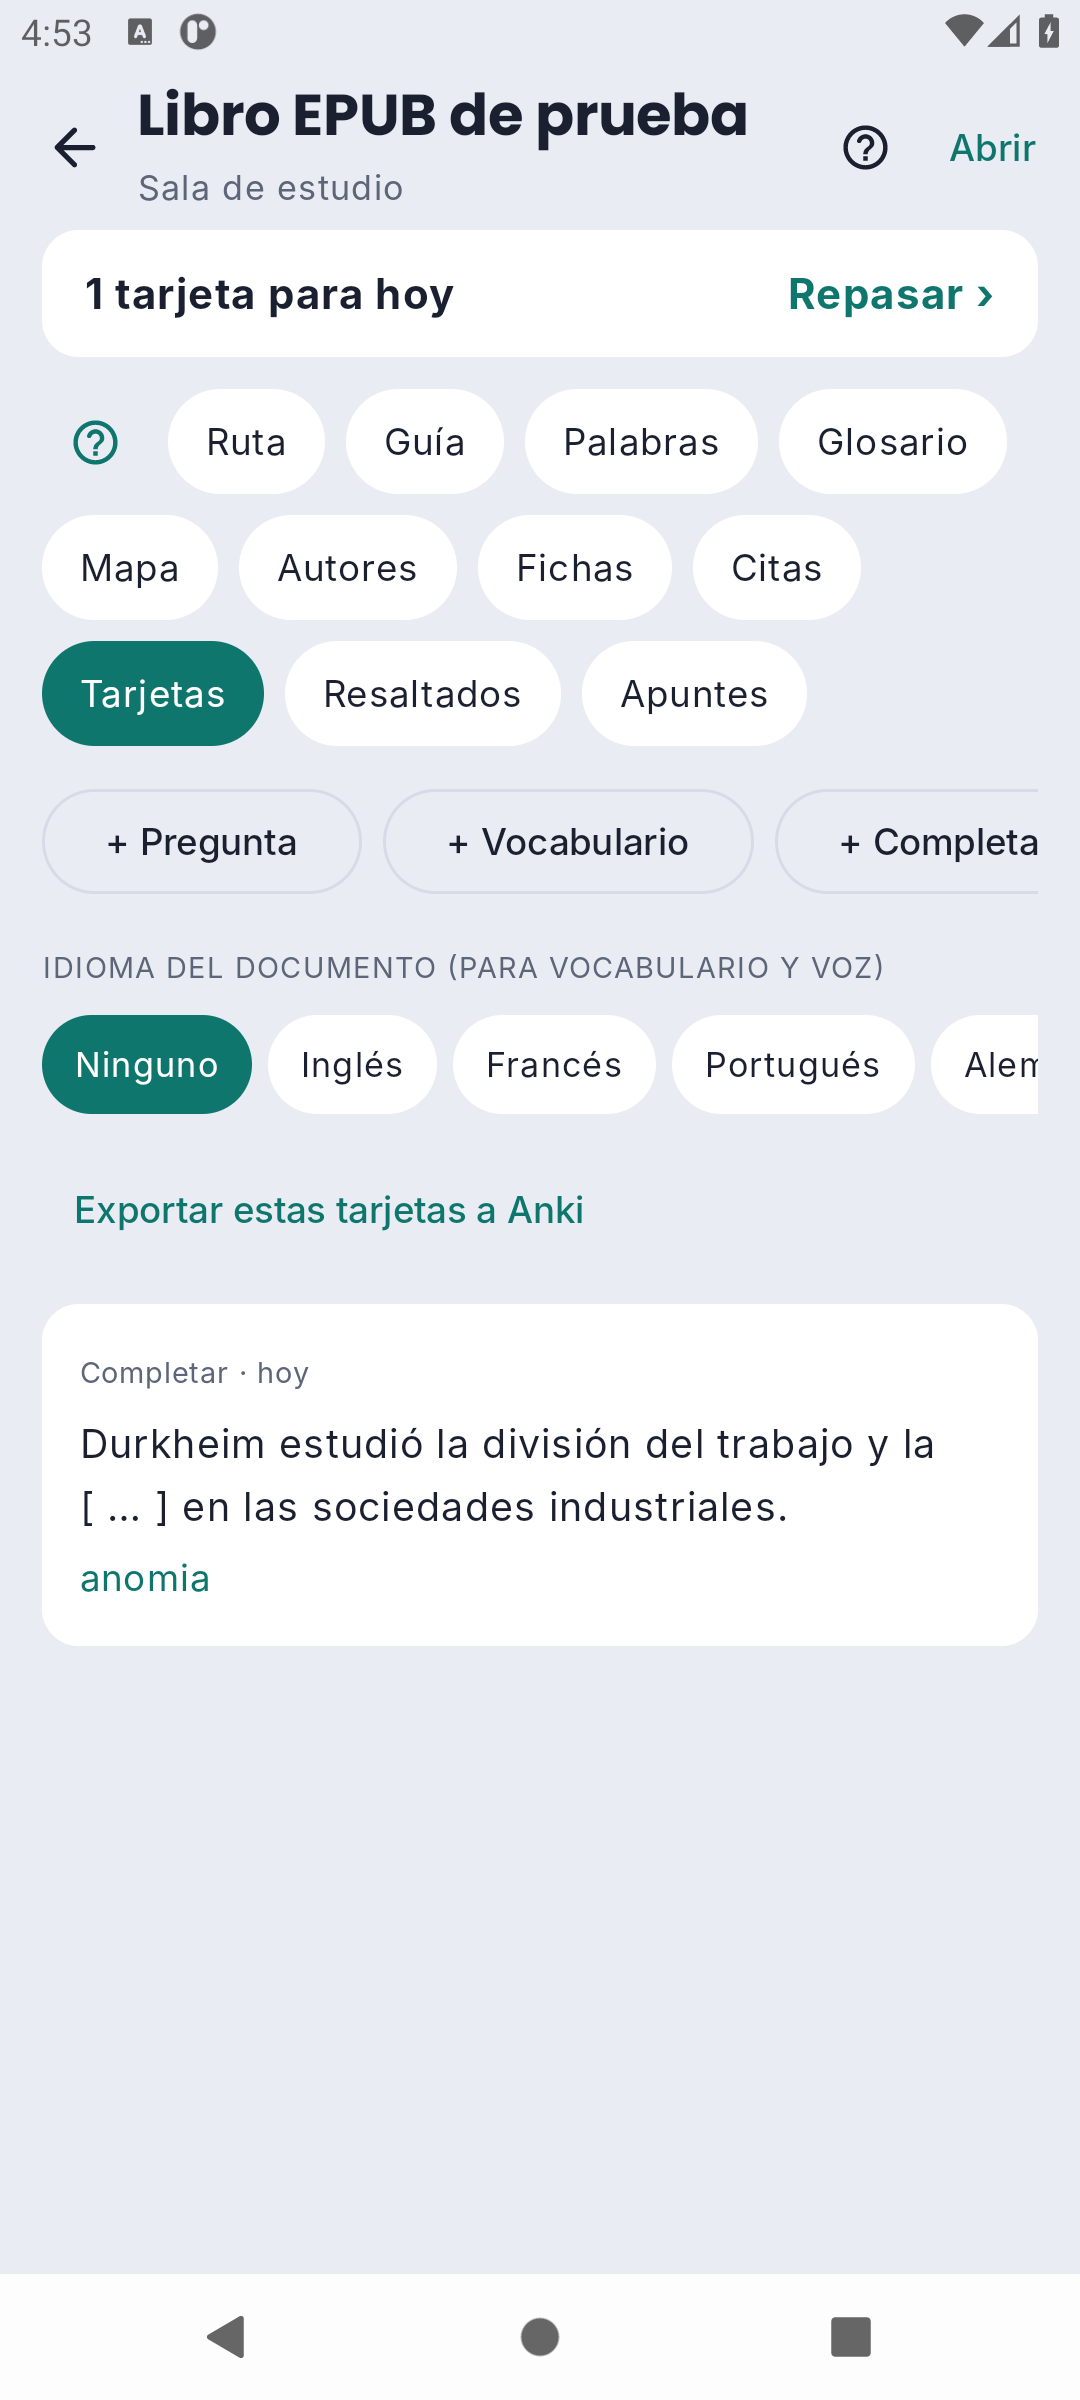 4:53
Libro EPUB de prueba
Sala de estudio
Abrir
1 tarjeta para hoy
Repasar ›
Ruta
Guía
Palabras
Glosario
Mapa
Autores
Fichas
Citas
Tarjetas
Resaltados
Apuntes
+ Pregunta
+ Vocabulario
+ Completa
IDIOMA DEL DOCUMENTO (PARA VOCABULARIO Y VOZ)
Ninguno
Inglés
Francés
Portugués
Alem
Exportar estas tarjetas a Anki
Completar · hoy
Durkheim estudió la división del trabajo y la
[ ... ] en las sociedades industriales.
anomia